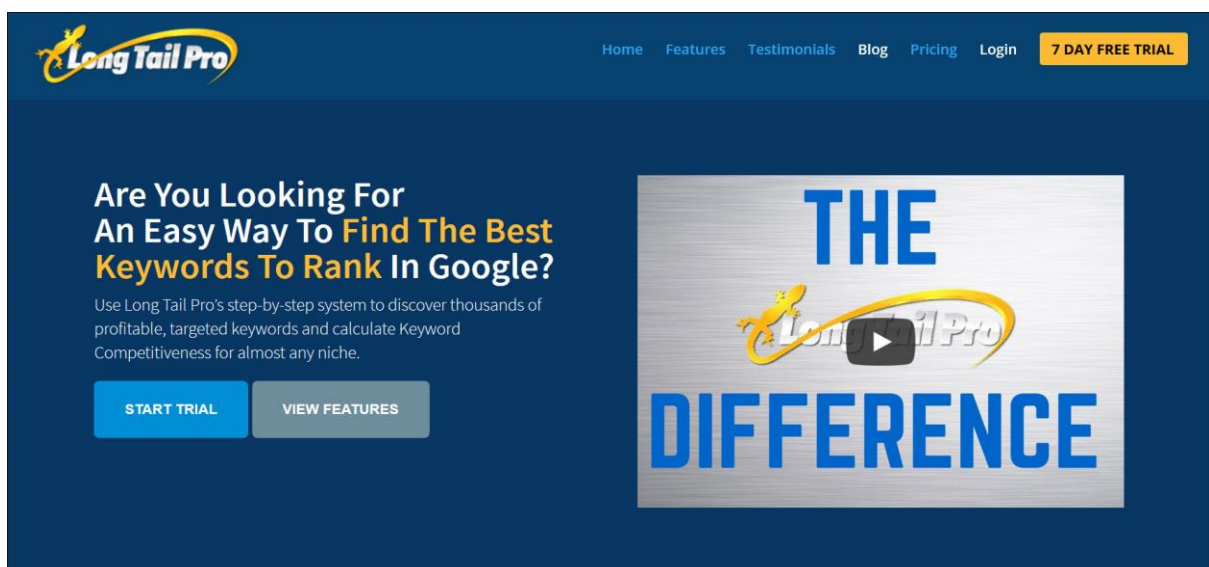 Long Tail Pro
Home Features Testimonials Blog Pricing Login 7 DAY FREE TRIAL
Are You Looking For
An Easy Way To Find The Best
Keywords To Rank In Google?
Use Long Tail Pro's step-by-step system to discover thousands of
profitable, targeted keywords and calculate Keyword
Competitiveness for almost any niche.
START TRIAL VIEW FEATURES
THE
Long Tail Pro
DIFFERENCE